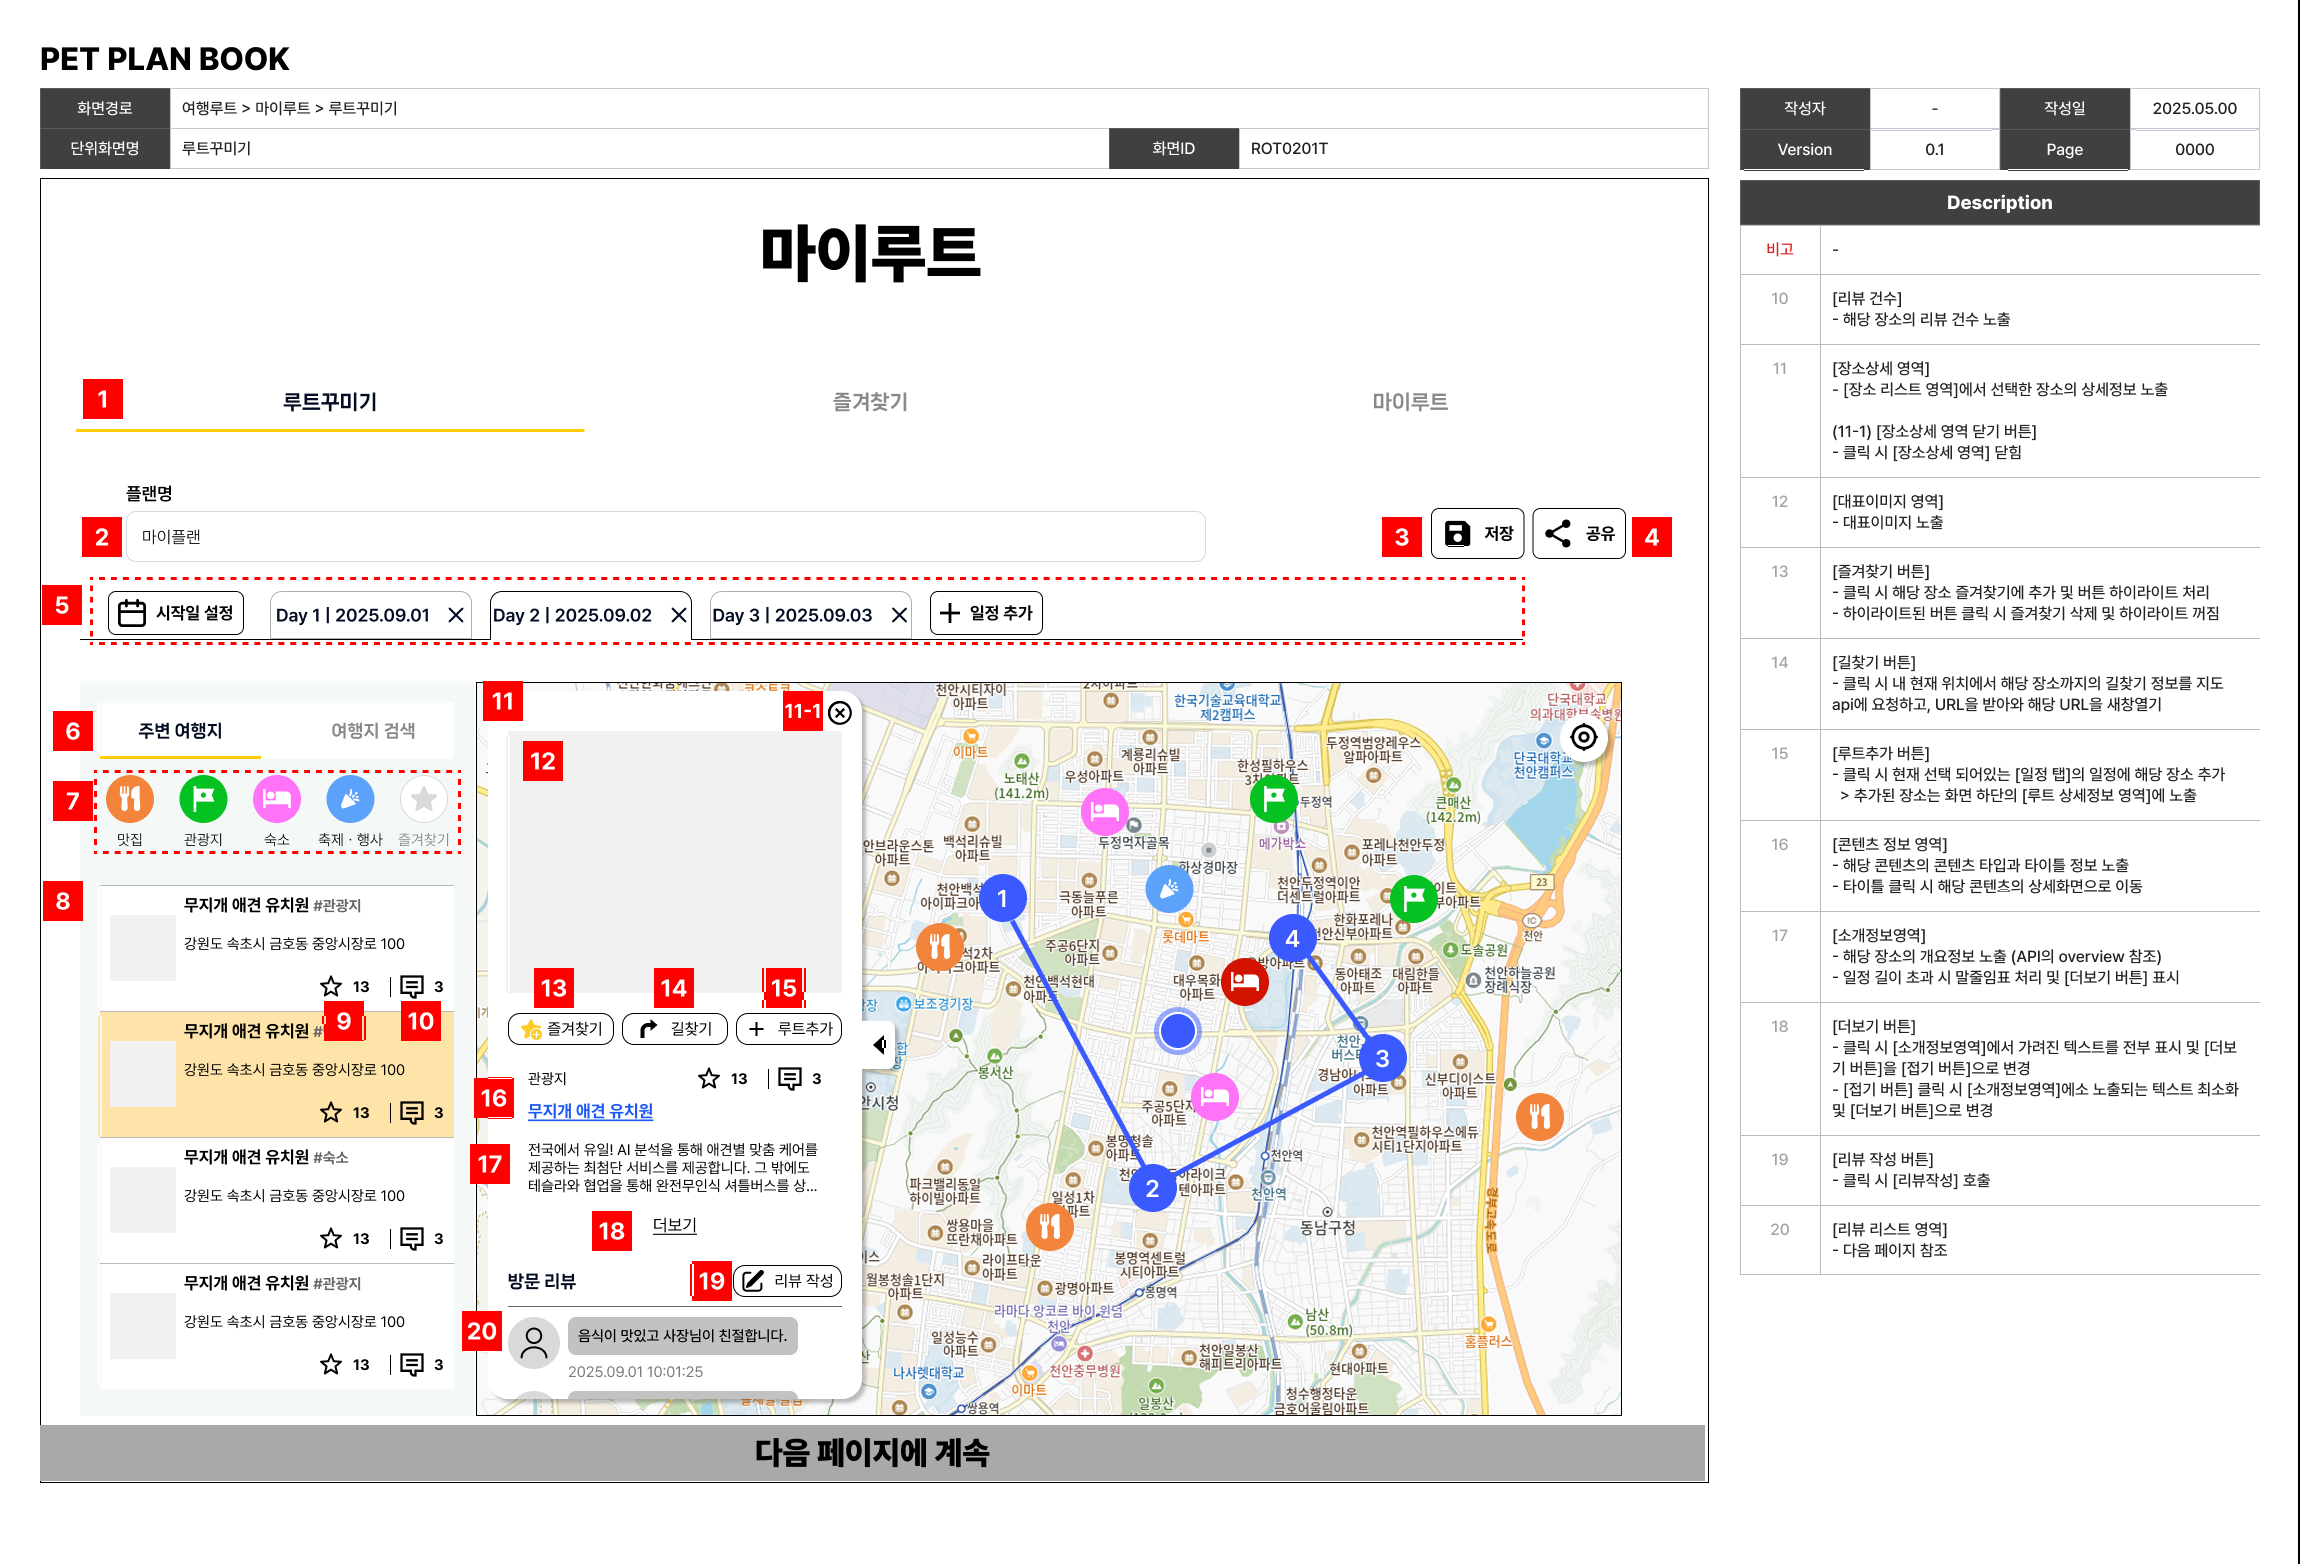 PET PLAN BOOK
화면경로
여행루트 > 마이루트 > 루트꾸미기
단위화면명
루트꾸미기
화면ID
ROT0201T
작성자
-
작성일
2025.05.00
Version
0.1
Page
0000
마이루트
1
루트꾸미기
즐겨찾기
마이루트
플랜명
2
마이플랜
3
저장
공유
4
5
시작일 설정
Day 1 | 2025.09.01
Day 2 | 2025.09.02
Day 3 | 2025.09.03
일정 추가
6
주변 여행지
여행지 검색
7
맛집
관광지
숙소
축제 · 행사
즐겨찾기
8
무지개 애견 유치원 #관광지
강원도 속초시 금호동 중앙시장로 100
13
3
9
10
무지개 애견 유치원 #
강원도 속초시 금호동 중앙시장로 100
13
3
무지개 애견 유치원 #숙소
강원도 속초시 금호동 중앙시장로 100
13
3
무지개 애견 유치원 #관광지
강원도 속초시 금호동 중앙시장로 100
13
3
11
11-1
12
13
14
15
즐겨찾기
길찾기
루트추가
관광지
13
3
16
무지개 애견 유치원
17
전국에서 유일! AI 분석을 통해 애견별 맞춤 케어를
제공하는 최첨단 서비스를 제공합니다. 그 밖에도
테슬라와 협업을 통해 완전무인식 셔틀버스를 상...
18
더보기
방문 리뷰
19
리뷰 작성
20
음식이 맛있고 사장님이 친절합니다.
2025.09.01 10:01:25
천안시티자이
아파트
한국기술교육대학교
제2캠퍼스
단국대학교
이마트
노태산
(141.2m)
우성아파트
계룡리슈빌
아파트
한성필하우스
두정역범양레우스
알파아파트
단국대학교
천안캠퍼스
두정역
큰매산
(142.2m)
두정먹자골목
메가박스
백석리슈빌
아파트
포레나천안두정
아파트
극동늘푸른
아파트
천안두정역이안
더센트럴아파트
23
1
롯데마트
4
한화포레나
천안신부아파트
IC
천안
주공6단지
아파트
도솔공원
대우목화
아파트
동아태조
아파트
대림한들
아파트
천안하늘공원
장례식장
천안백석현대
아파트
보조경기장
봉서산
3
신부디이스트
아파트
주공5단지
아파트
천안역필하우스에듀
시티1단지아파트
봉명청솔
아파트
천안역
2
천안역
파크밸리동일
하이빌아파트
일성1차
아파트
동남구청
쌍용마을
뜨란채아파트
라이프타운
아파트
봉명역센트럴
시티아파트
월봉청솔1단지
아파트
광명아파트
봉명역
라마다 앙코르 바이 윈덤
천안
남산
(50.8m)
일성능수
아파트
홈플러스
천안일봉산
해피트리아파트
천안충무병원
현대아파트
나사렛대학교
이마트
일봉산
청수행정타운
금호어울림아파트
쌍용역
경부고속도로
다음 페이지에 계속
Description
비고
-
10
[리뷰 건수]
- 해당 장소의 리뷰 건수 노출
11
[장소상세 영역]
- [장소 리스트 영역]에서 선택한 장소의 상세정보 노출
(11-1) [장소상세 영역 닫기 버튼]
- 클릭 시 [장소상세 영역] 닫힘
12
[대표이미지 영역]
- 대표이미지 노출
13
[즐겨찾기 버튼]
- 클릭 시 해당 장소 즐겨찾기에 추가 및 버튼 하이라이트 처리
- 하이라이트된 버튼 클릭 시 즐겨찾기 삭제 및 하이라이트 꺼짐
14
[길찾기 버튼]
- 클릭 시 내 현재 위치에서 해당 장소까지의 길찾기 정보를 지도
api에 요청하고, URL을 받아와 해당 URL을 새창열기
15
[루트추가 버튼]
- 클릭 시 현재 선택 되어있는 [일정 탭]의 일정에 해당 장소 추가
> 추가된 장소는 화면 하단의 [루트 상세정보 영역]에 노출
16
[콘텐츠 정보 영역]
- 해당 콘텐츠의 콘텐츠 타입과 타이틀 정보 노출
- 타이틀 클릭 시 해당 콘텐츠의 상세화면으로 이동
17
[소개정보영역]
- 해당 장소의 개요정보 노출 (API의 overview 참조)
- 일정 길이 초과 시 말줄임표 처리 및 [더보기 버튼] 표시
18
[더보기 버튼]
- 클릭 시 [소개정보영역]에서 가려진 텍스트를 전부 표시 및 [더보
기 버튼]을 [접기 버튼]으로 변경
- [접기 버튼] 클릭 시 [소개정보영역]에소 노출되는 텍스트 최소화
및 [더보기 버튼]으로 변경
19
[리뷰 작성 버튼]
- 클릭 시 [리뷰작성] 호출
20
[리뷰 리스트 영역]
- 다음 페이지 참조